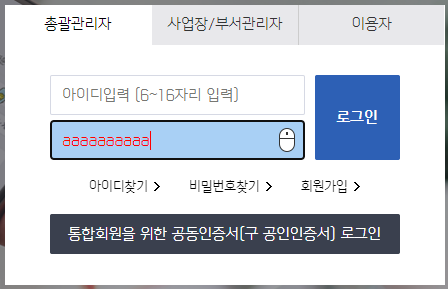 총괄관리자 사업장/부서관리자 이용자
아이디입력 (6~16자리 입력)
aaaaaaaaaa
로그인
아이디찾기 > 비밀번호찾기 > 회원가입 >
통합회원을 위한 공동인증서(구 공인인증서) 로그인